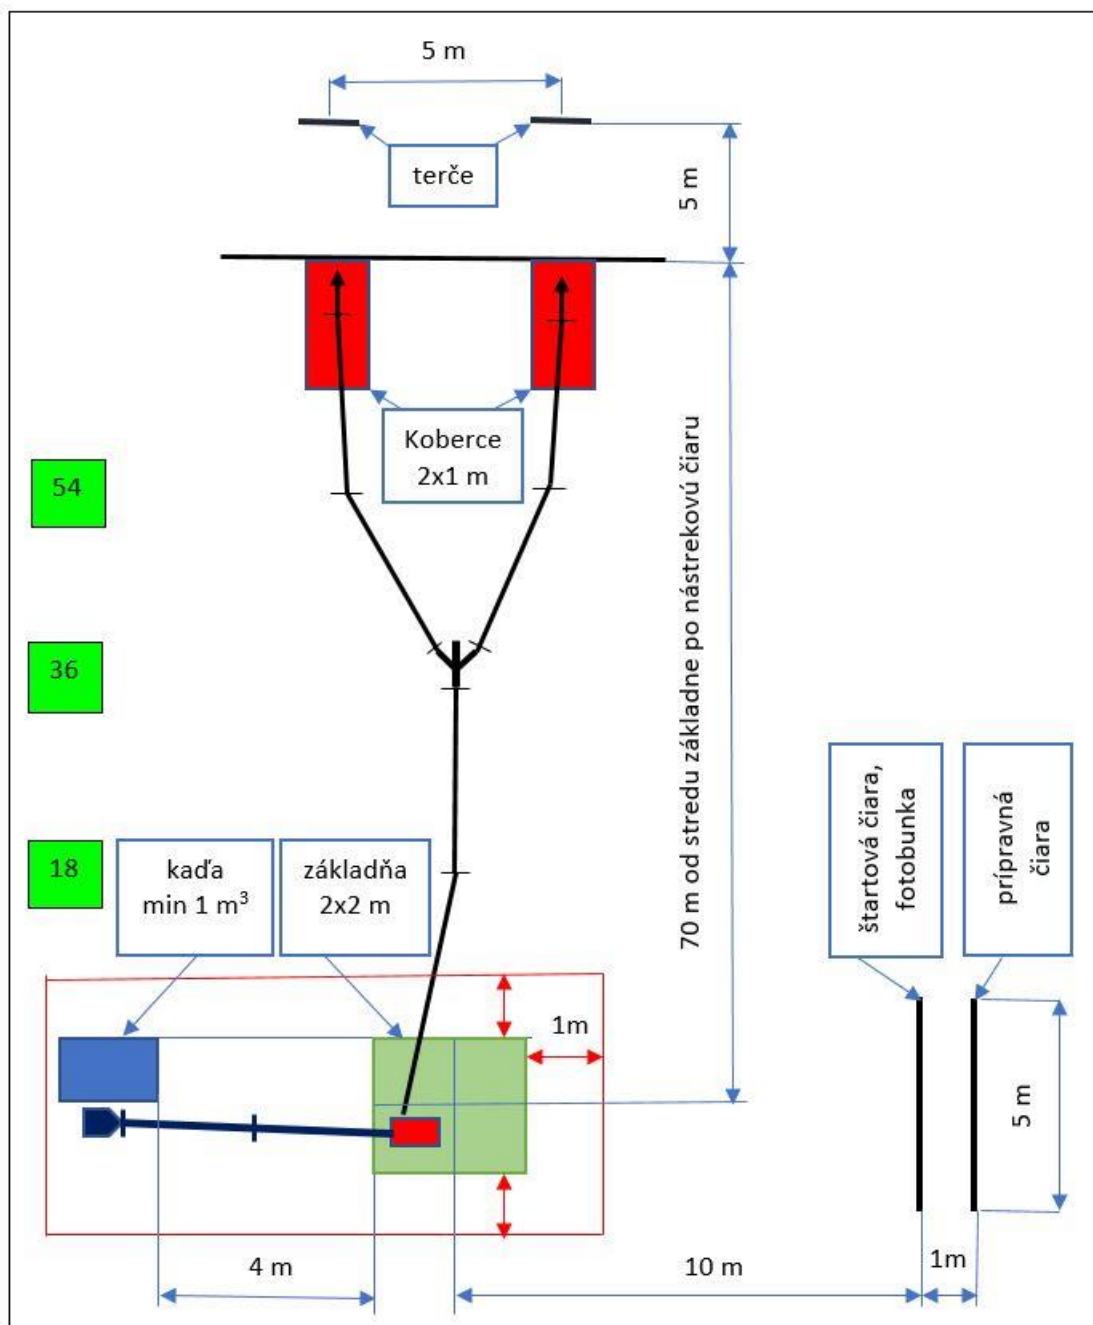 5 m
terče
5 m
Koberce
2x1 m
54
36
18
70 m od stredu základne po nástrekovú čiaru
kaďa
min 1 m³
základňa
2x2 m
štartová čiara,
fotobunka
prípravná
čiara
1m
5 m
4 m
10 m
1m